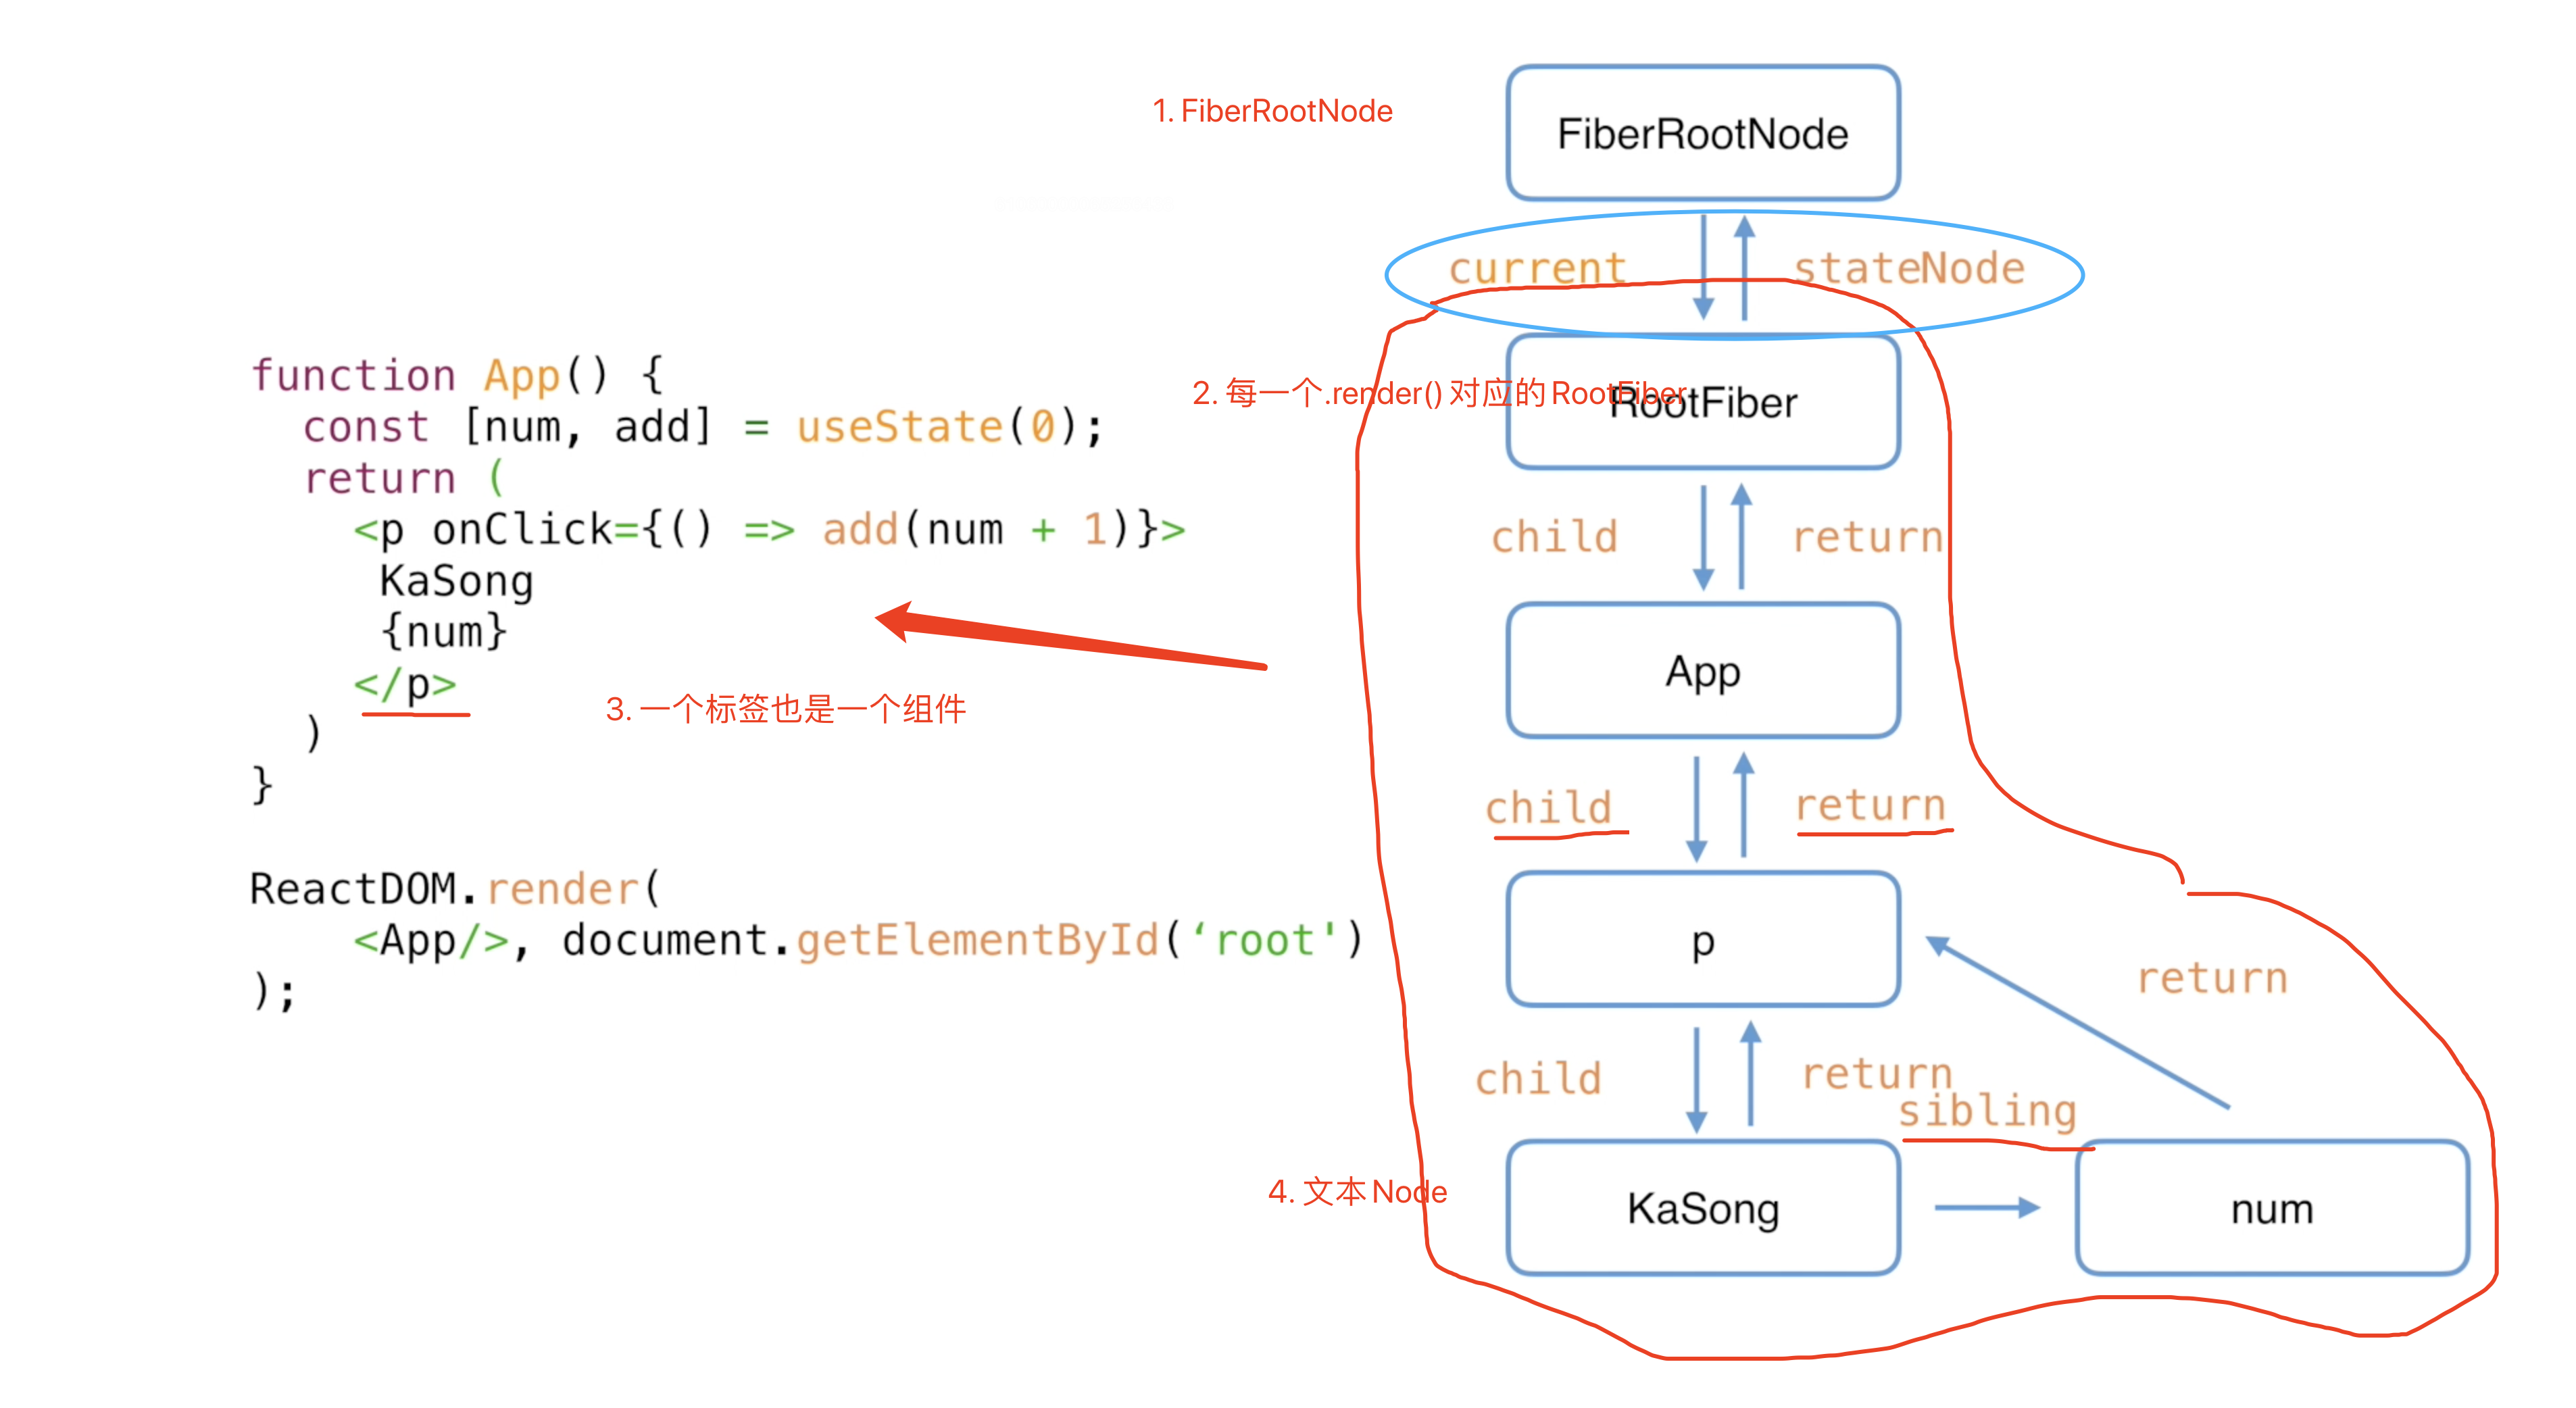 1. FiberRootNode
FiberRootNode
current
stateNode
2. 每一个.render() 对应的 RootFiber
RootFiber
child
return
App
child
return
p
return
child
return
sibling
4. 文本 Node
KaSong
num
function App() {
const [num, add] = useState(0);
return (
<p onClick={() => add(num + 1)}>
KaSong
{num}
</p>
3. 一个标签也是一个组件
)
}
ReactDOM.render(
<App/>, document.getElementById(‘root')
);